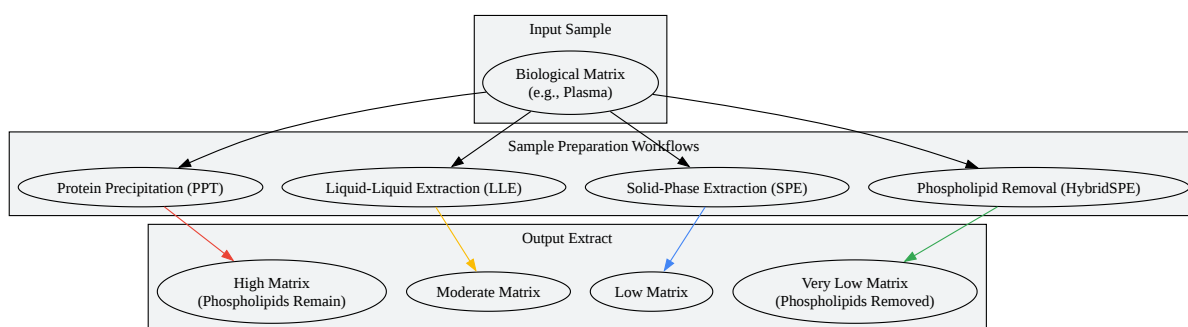 Input Sample
Biological Matrix
(e.g., Plasma)
Sample Preparation Workflows
Protein Precipitation (PPT)
Liquid-Liquid Extraction (LLE)
Solid-Phase Extraction (SPE)
Phospholipid Removal (HybridSPE)
Output Extract
High Matrix
(Phospholipids Remain)
Moderate Matrix
Low Matrix
Very Low Matrix
(Phospholipids Removed)